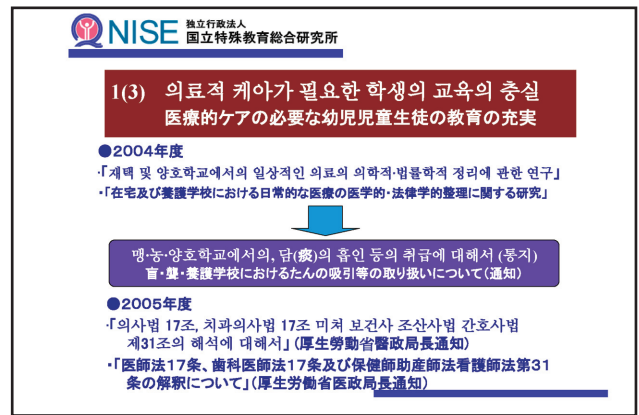 NISE 独立行政法人
国立特殊教育総合研究所
1(3) 의료적 케아가 필요한 학생의 교육의 충실
医療的ケアの必要な幼児児童生徒の教育の充実
●2004年度
·「재택 및 양호학교에서의 일상적인 의료의 의학적·법률학적 정리에 관한 연구」
・「在宅及び養護学校における日常的な医療の医学的・法律学的整理に関する研究」
맹·농·양호학교에서의, 담(痰)의 흡인 등의 취급에 대해서 (통지)
盲・聾・養護学校におけるたんの吸引等の取り扱いについて(通知)
●2005年度
·「의사법 17조, 치과의사법 17조 미쳐 보건사 조산사법 간호사법
제31조의 해석에 대해서」(厚生勞動省醫政局長通知)
・「医師法17条、歯科医師法17条及び保健師助産師法看護師法第31
条の解釈について」(厚生労働省医政局長通知)